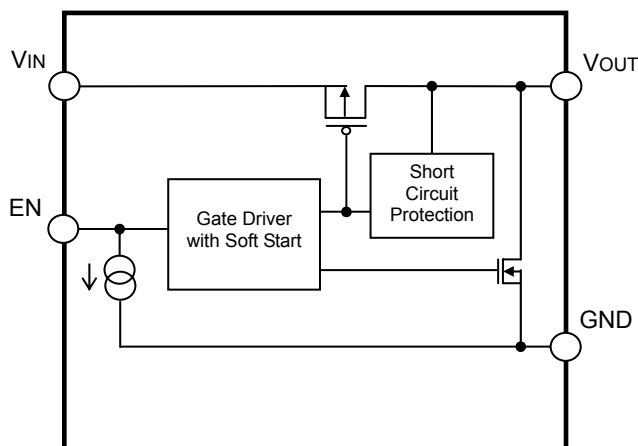 VIN
VOUT
Short
Circuit
Protection
EN
Gate Driver
with Soft Start
GND